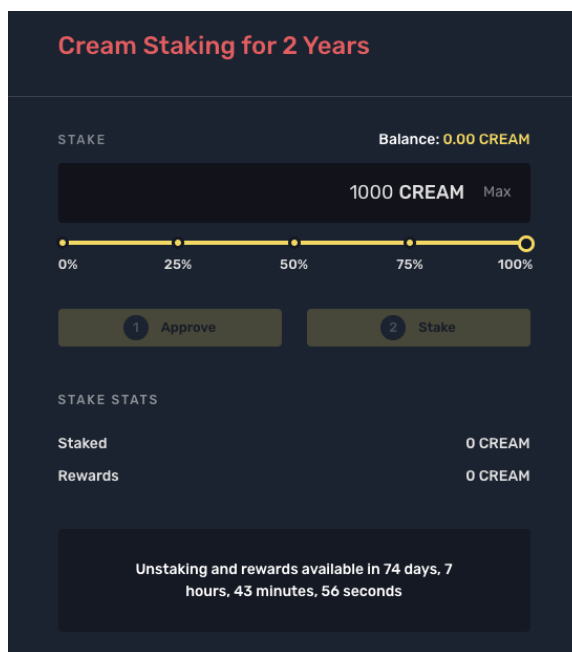 Cream Staking for 2 Years
STAKE
Balance: 0.00 CREAM
1000 CREAM Max
0% 25% 50% 75% 100%
1 Approve
2 Stake
STAKE STATS
Staked 0 CREAM
Rewards 0 CREAM
Unstaking and rewards available in 74 days, 7
hours, 43 minutes, 56 seconds